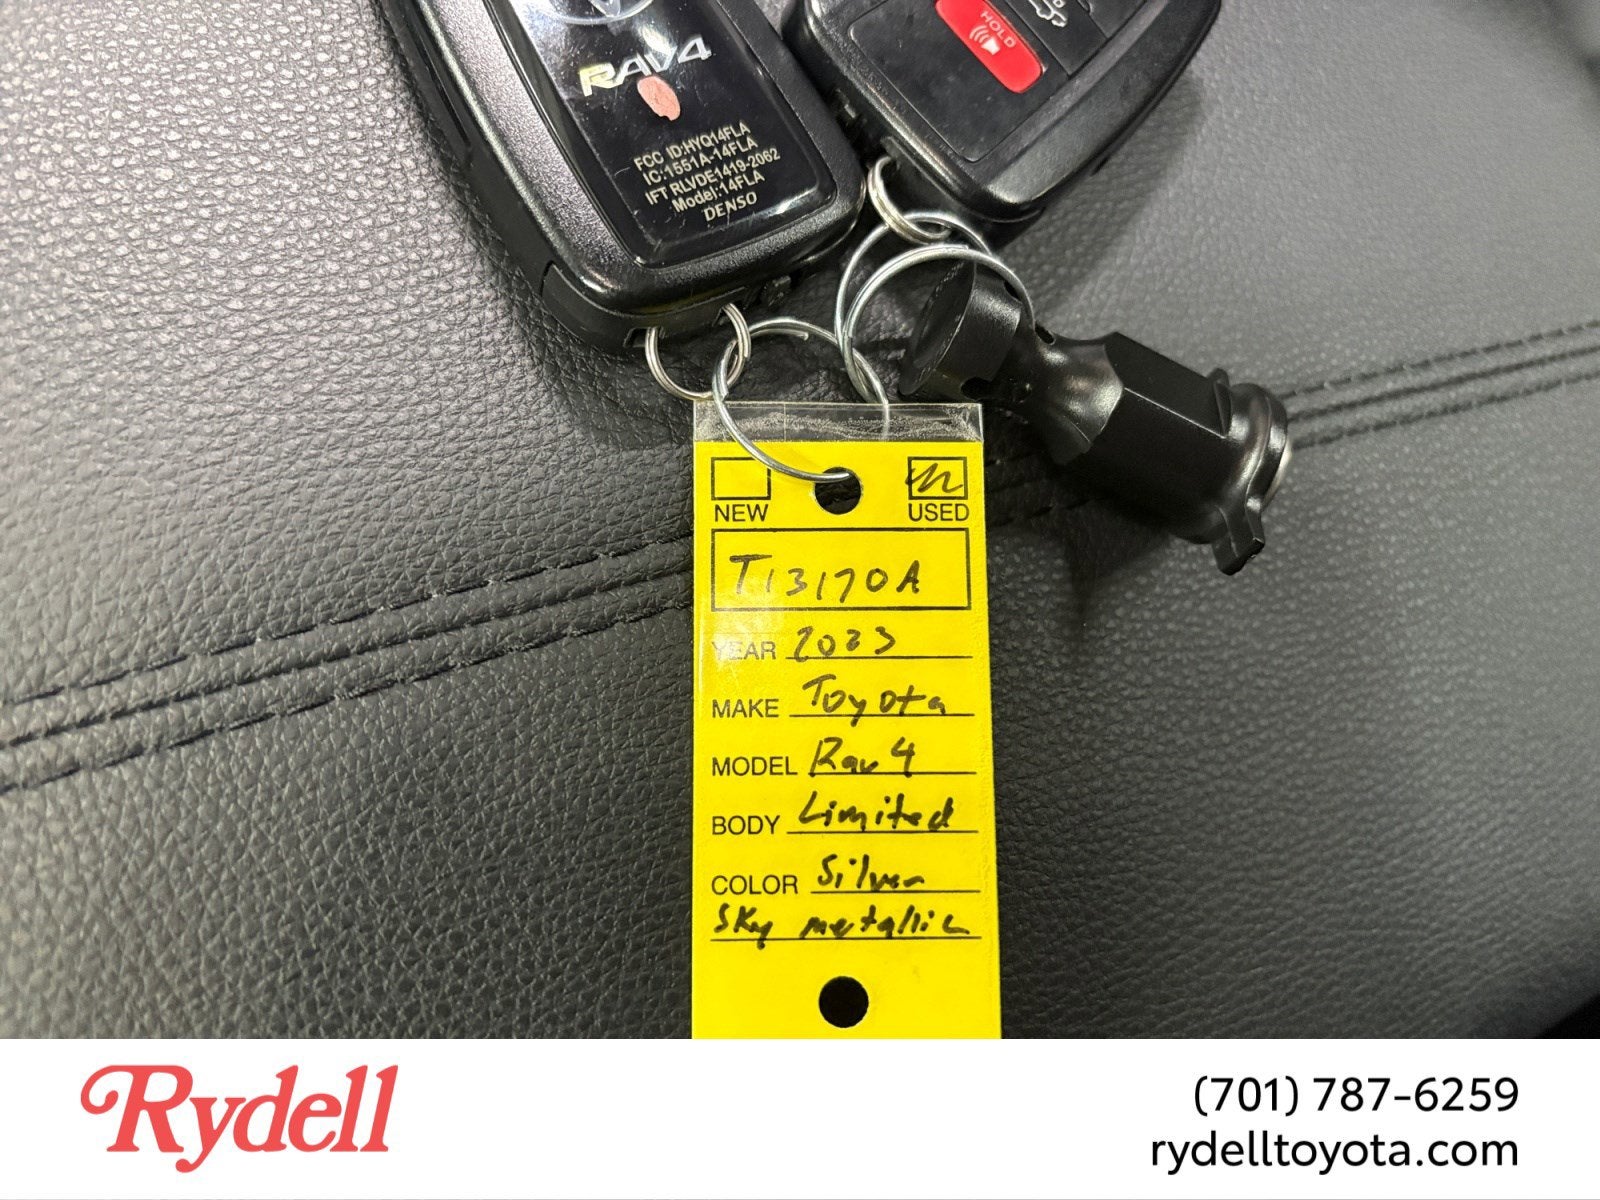 RAV4
FCC ID:HYQ14FLA
IC:1551A-14FLA
IFT RLVDE1419-2062
Model:14FLA
DENSO
HOLD
NEW
USED
T13170A
YEAR 2023
MAKE Toyota
MODEL Rav 4
BODY Limited
COLOR Silver
Sky metallic
Rydell
(701) 787-6259
rydelltoyota.com